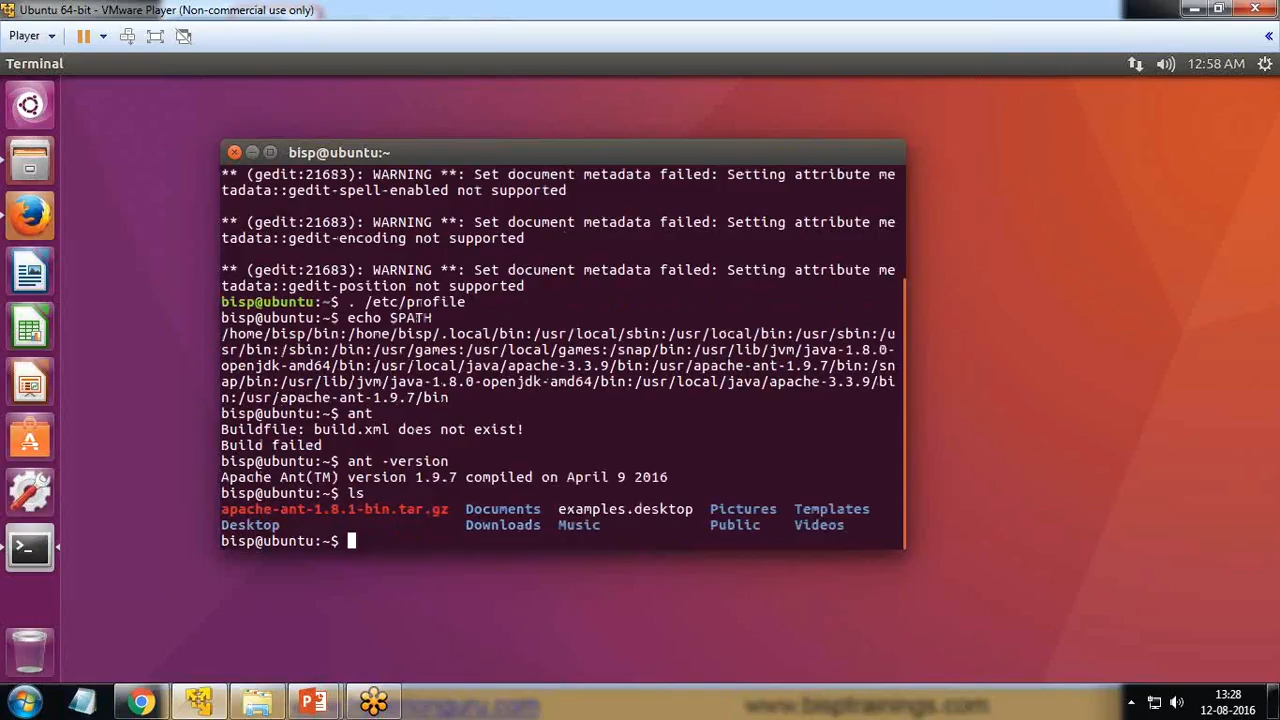 Ubuntu 64-bit - VMware Player (Non-commercial use only)
Player
Terminal
12:58 AM
bisp@ubuntu:~
** (gedit:21683): WARNING **: Set document metadata failed: Setting attribute me
tadata::gedit-spell-enabled not supported
** (gedit:21683): WARNING **: Set document metadata failed: Setting attribute me
tadata::gedit-encoding not supported
** (gedit:21683): WARNING **: Set document metadata failed: Setting attribute me
tadata::gedit-position not supported
bisp@ubuntu:~$ . /etc/profile
bisp@ubuntu:~$ echo $PATH
/home/bisp/bin:/home/bisp/.local/bin:/usr/local/sbin:/usr/local/bin:/usr/sbin:/u
sr/bin:/sbin:/bin:/usr/games:/usr/local/games:/snap/bin:/usr/lib/jvm/java-1.8.0-
openjdk-amd64/bin:/usr/local/java/apache-3.3.9/bin:/usr/apache-ant-1.9.7/bin:/sn
ap/bin:/usr/lib/jvm/java-1.8.0-openjdk-amd64/bin:/usr/local/java/apache-3.3.9/bi
n:/usr/apache-ant-1.9.7/bin
bisp@ubuntu:~$ ant
Buildfile: build.xml does not exist!
Build failed
bisp@ubuntu:~$ ant -version
Apache Ant(TM) version 1.9.7 compiled on April 9 2016
bisp@ubuntu:~$ ls
apache-ant-1.8.1-bin.tar.gz Documents examples.desktop Pictures Templates
Desktop Downloads Music Public Videos
bisp@ubuntu:~$
www.bisptrainings.com
13:28
12-08-2016